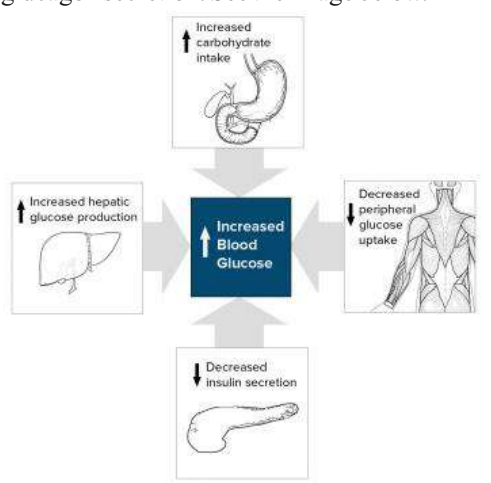 Increased
carbohydrate
intake
Increased hepatic
glucose production
Increased
Blood
Glucose
Decreased
peripheral
glucose
uptake
Decreased
insulin secretion